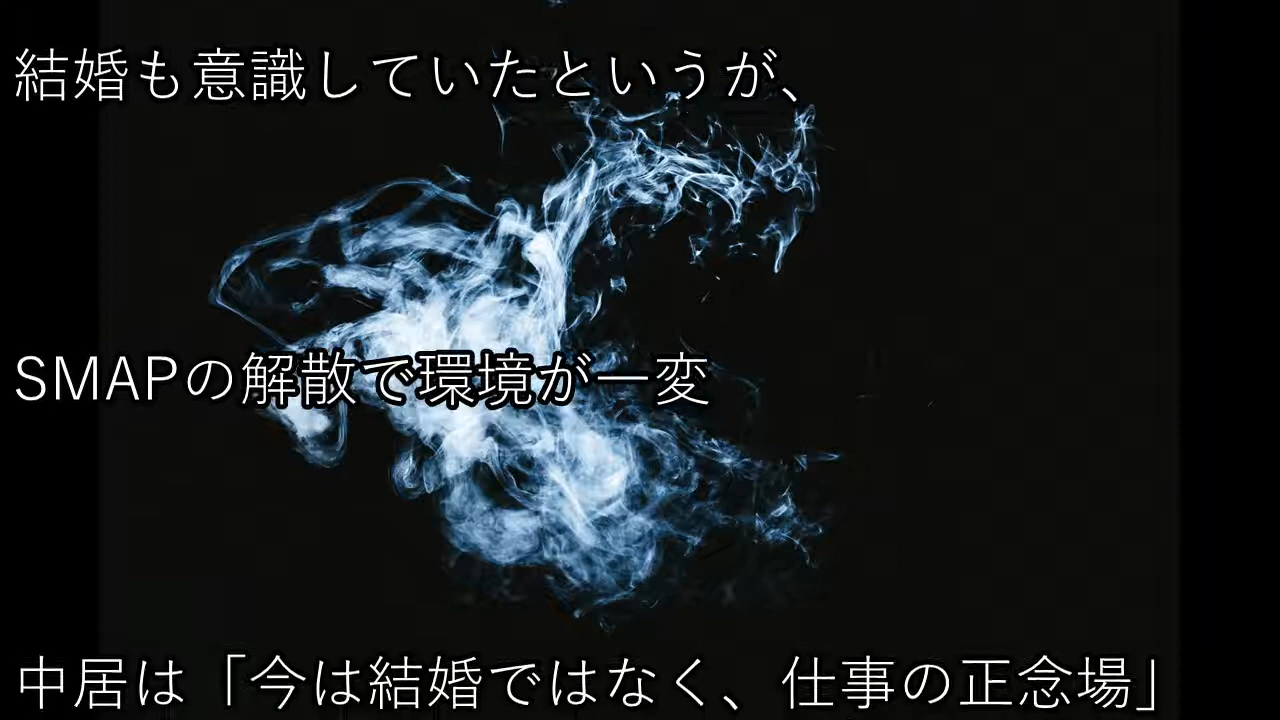 結婚も意識していたというが、
SMAPの解散で環境が一変
中居は「今は結婚ではなく、仕事の正念場」